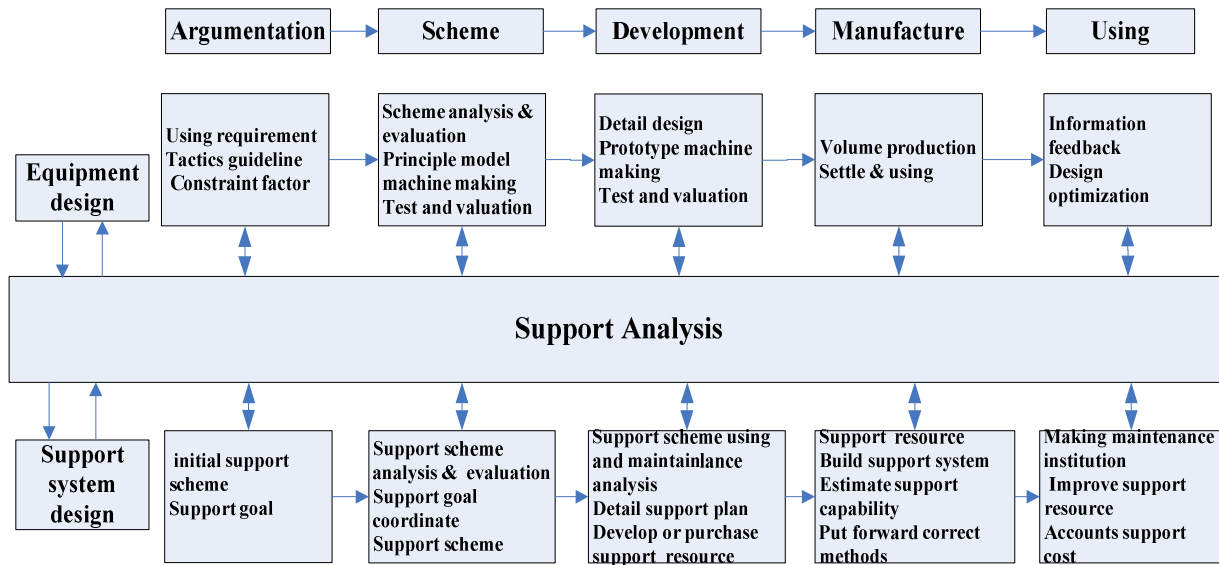 Argumentation
Scheme
Development
Manufacture
Using
Equipment
design
Using requirement
Tactics guideline
Constraint factor
Scheme analysis &
evaluation
Principle model
machine making
Test and valuation
Detail design
Prototype machine
making
Test and valuation
Volume production
Settle & using
Information
feedback
Design
optimization
Support Analysis
Support
system
design
initial support
scheme
Support goal
Support scheme
analysis & evaluation
Support goal
coordinate
Support scheme
Support scheme using
and maintainlance
analysis
Detail support plan
Develop or purchase
support resource
Support resource
Build support system
Estimate support
capability
Put forward correct
methods
Making maintenance
institution
Improve support
resource
Accounts support
cost